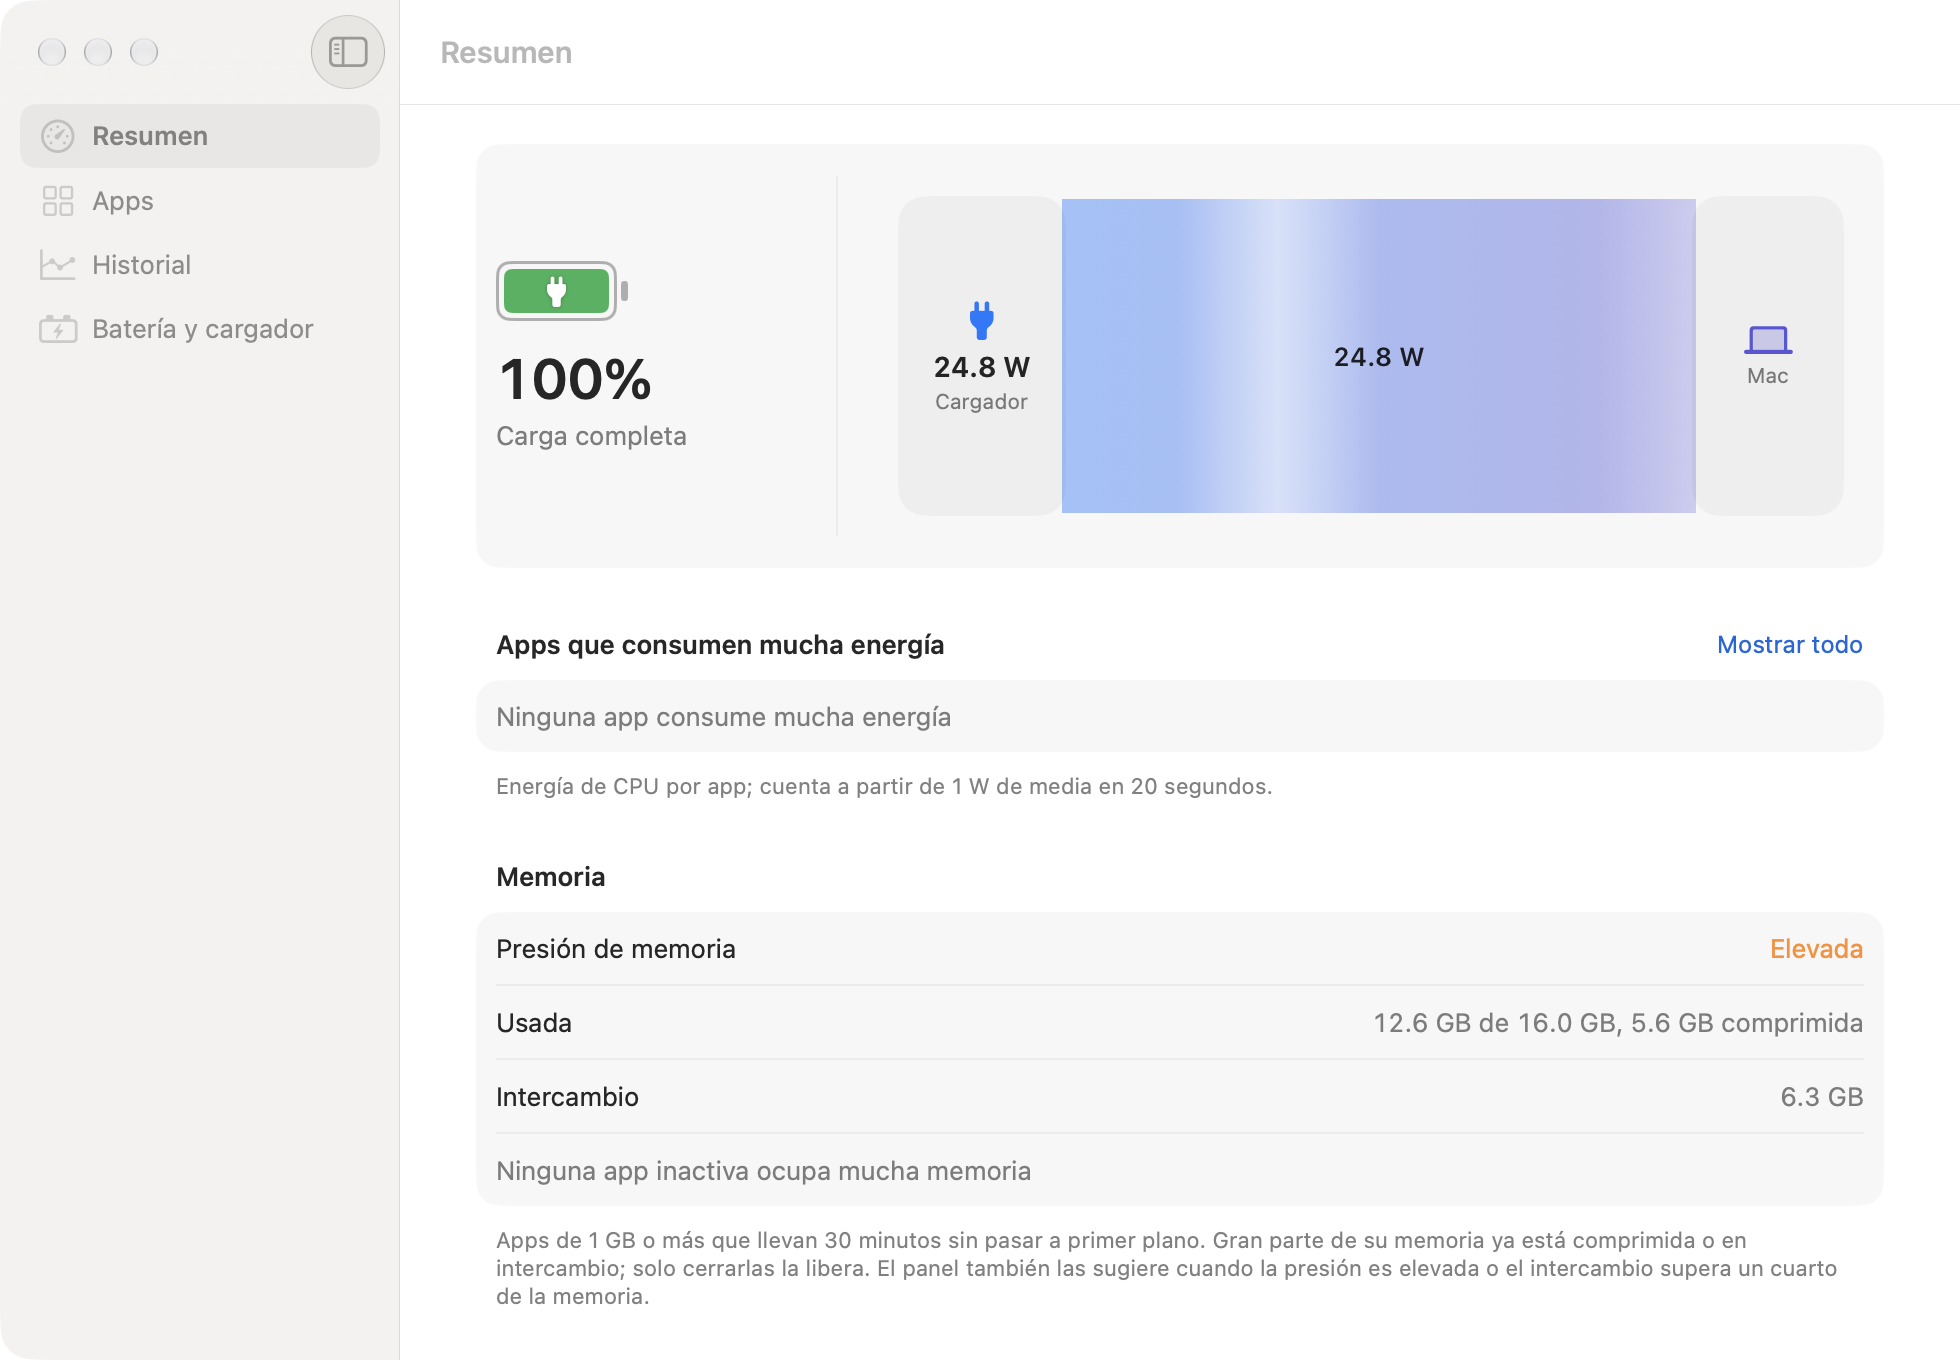 Resumen
Resumen
Apps
Historial
Batería y cargador
100%
Carga completa
24.8 W
Cargador
24.8 W
Mac
Apps que consumen mucha energía
Mostrar todo
Ninguna app consume mucha energía
Energía de CPU por app; cuenta a partir de 1 W de media en 20 segundos.
Memoria
Presión de memoria
Elevada
Usada
12.6 GB de 16.0 GB, 5.6 GB comprimida
Intercambio
6.3 GB
Ninguna app inactiva ocupa mucha memoria
Apps de 1 GB o más que llevan 30 minutos sin pasar a primer plano. Gran parte de su memoria ya está comprimida o en
intercambio; solo cerrarlas la libera. El panel también las sugiere cuando la presión es elevada o el intercambio supera un cuarto
de la memoria.